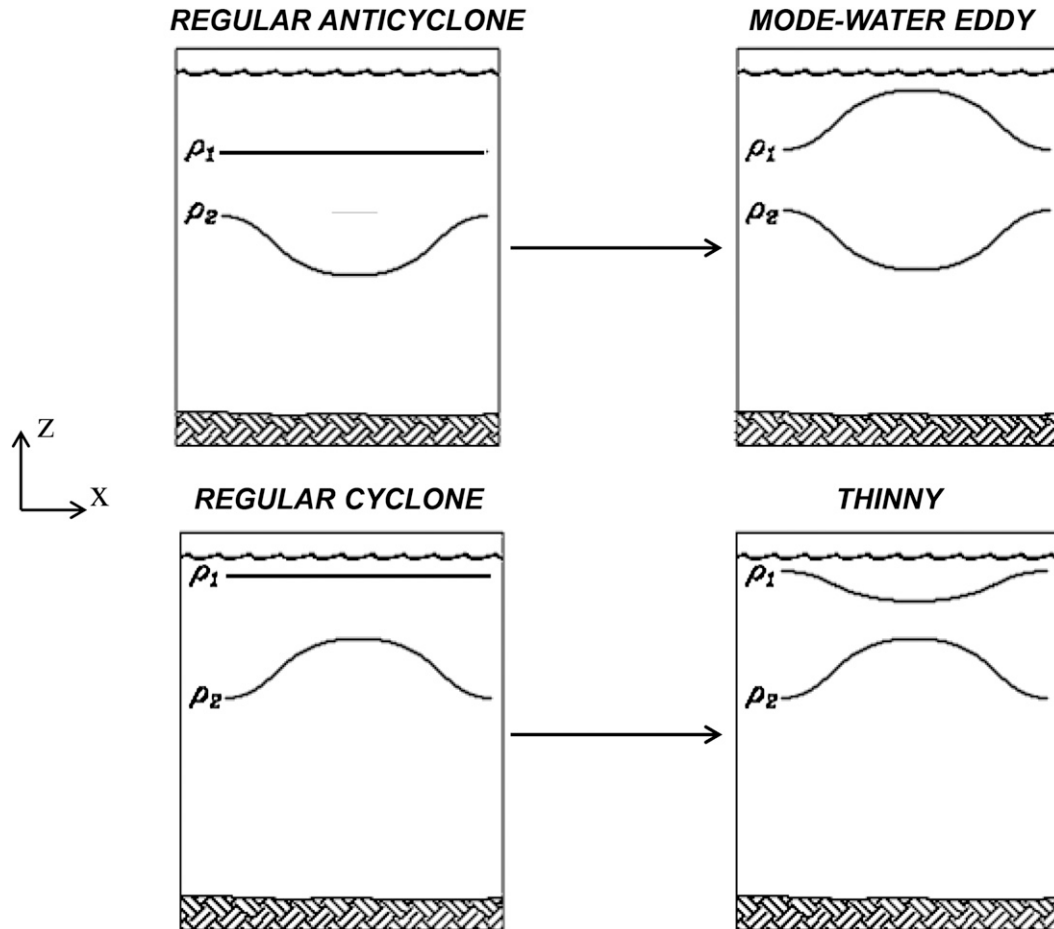 REGULAR ANTICYCLONE
MODE-WATER EDDY
ρ1
ρ2
ρ1
ρ2
Z
X
REGULAR CYCLONE
THINNY
ρ1
ρ2
ρ1
ρ2